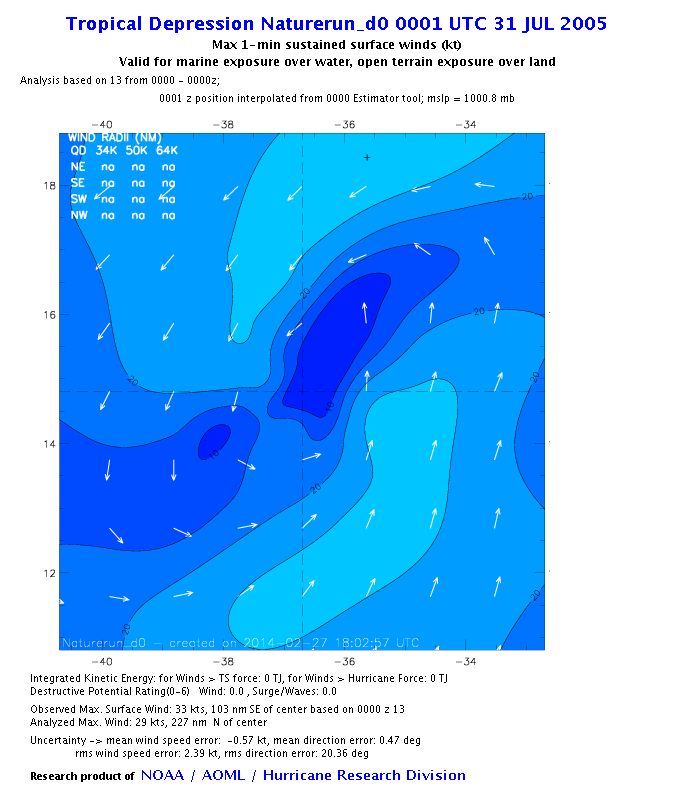 Tropical Depression Naturerun_d0 0001 UTC 31 JUL 2005
Max 1-min sustained surface winds (kt)
Valid for marine exposure over water, open terrain exposure over land
Analysis based on 13 from 0000 - 0000z;
0001 z position interpolated from 0000 Estimator tool; mslp = 1000.8 mb
-40 -38 -36 -34
WIND RADII (NM)
QD 34K 50K 64K
NE na na na
SE na na na
18
SW na na na
20
NW na na na
20
20
16
20
20
10
14
10
20
12
20
20
Naturerun_d0 - created on 2014-02-27 18:02:57 UTC
-40 -38 -36 -34
Integrated Kinetic Energy: for Winds > TS force: 0 TJ, for Winds > Hurricane Force: 0 TJ
Destructive Potential Rating(0-6) Wind: 0.0 , Surge/Waves: 0.0
Observed Max. Surface Wind: 33 kts, 103 nm SE of center based on 0000 z 13
Analyzed Max. Wind: 29 kts, 227 nm N of center
Uncertainty -> mean wind speed error: -0.57 kt, mean direction error: 0.47 deg
rms wind speed error: 2.39 kt, rms direction error: 20.36 deg
Research product of NOAA / AOML / Hurricane Research Division